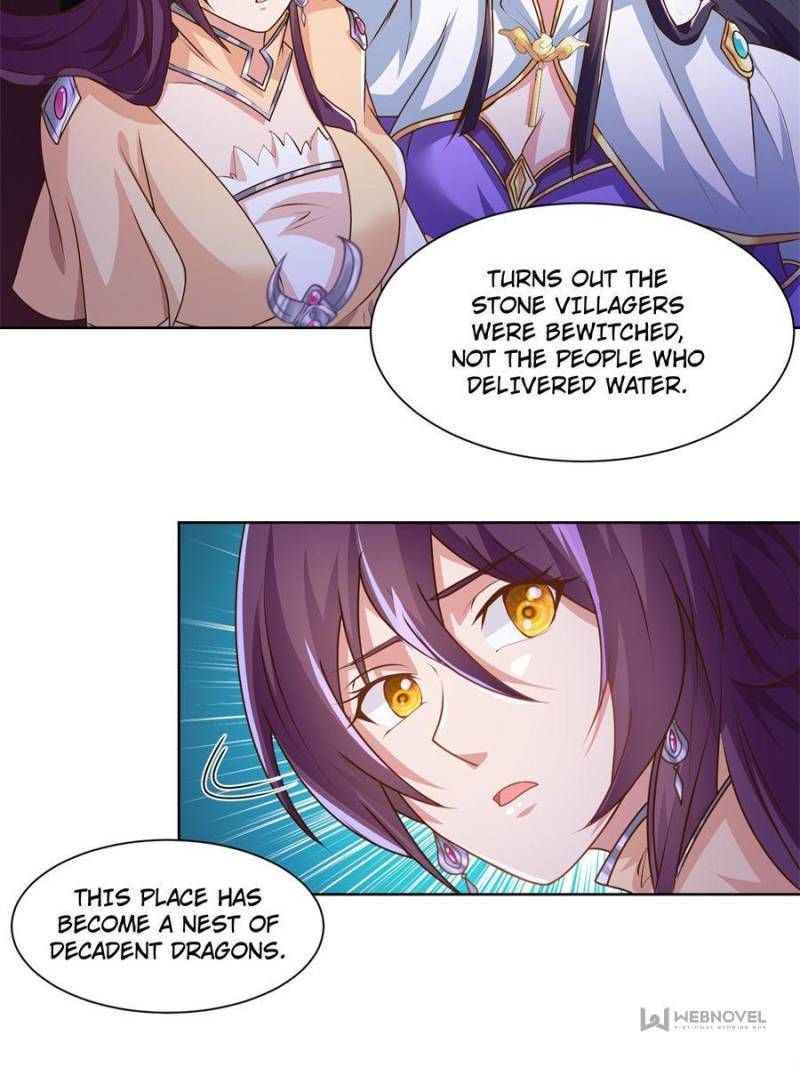 TURNS OUT THE
STONE VILLAGERS
WERE BEWITCHED,
NOT THE PEOPLE WHO
DELIVERED WATER.
THIS PLACE HAS
BECOME A NEST OF
DECADENT DRAGONS.
WEBNOVEL